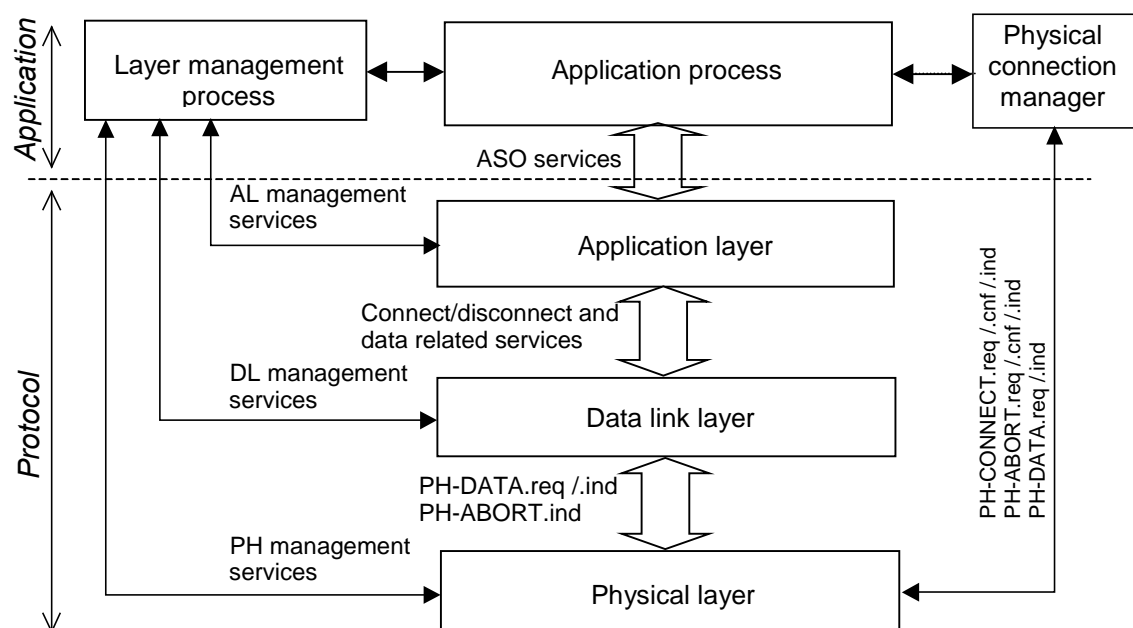 Application
Layer management
process
Application process
Physical
connection
manager
ASO services
Protocol
AL management
services
Application layer
Connect/disconnect and
data related services
DL management
services
Data link layer
PH-DATA.req /.ind
PH-ABORT.ind
PH management
services
Physical layer
PH-CONNECT.req /.cnf /.ind
PH-ABORT.req /.cnf /.ind
PH-DATA.req /.ind